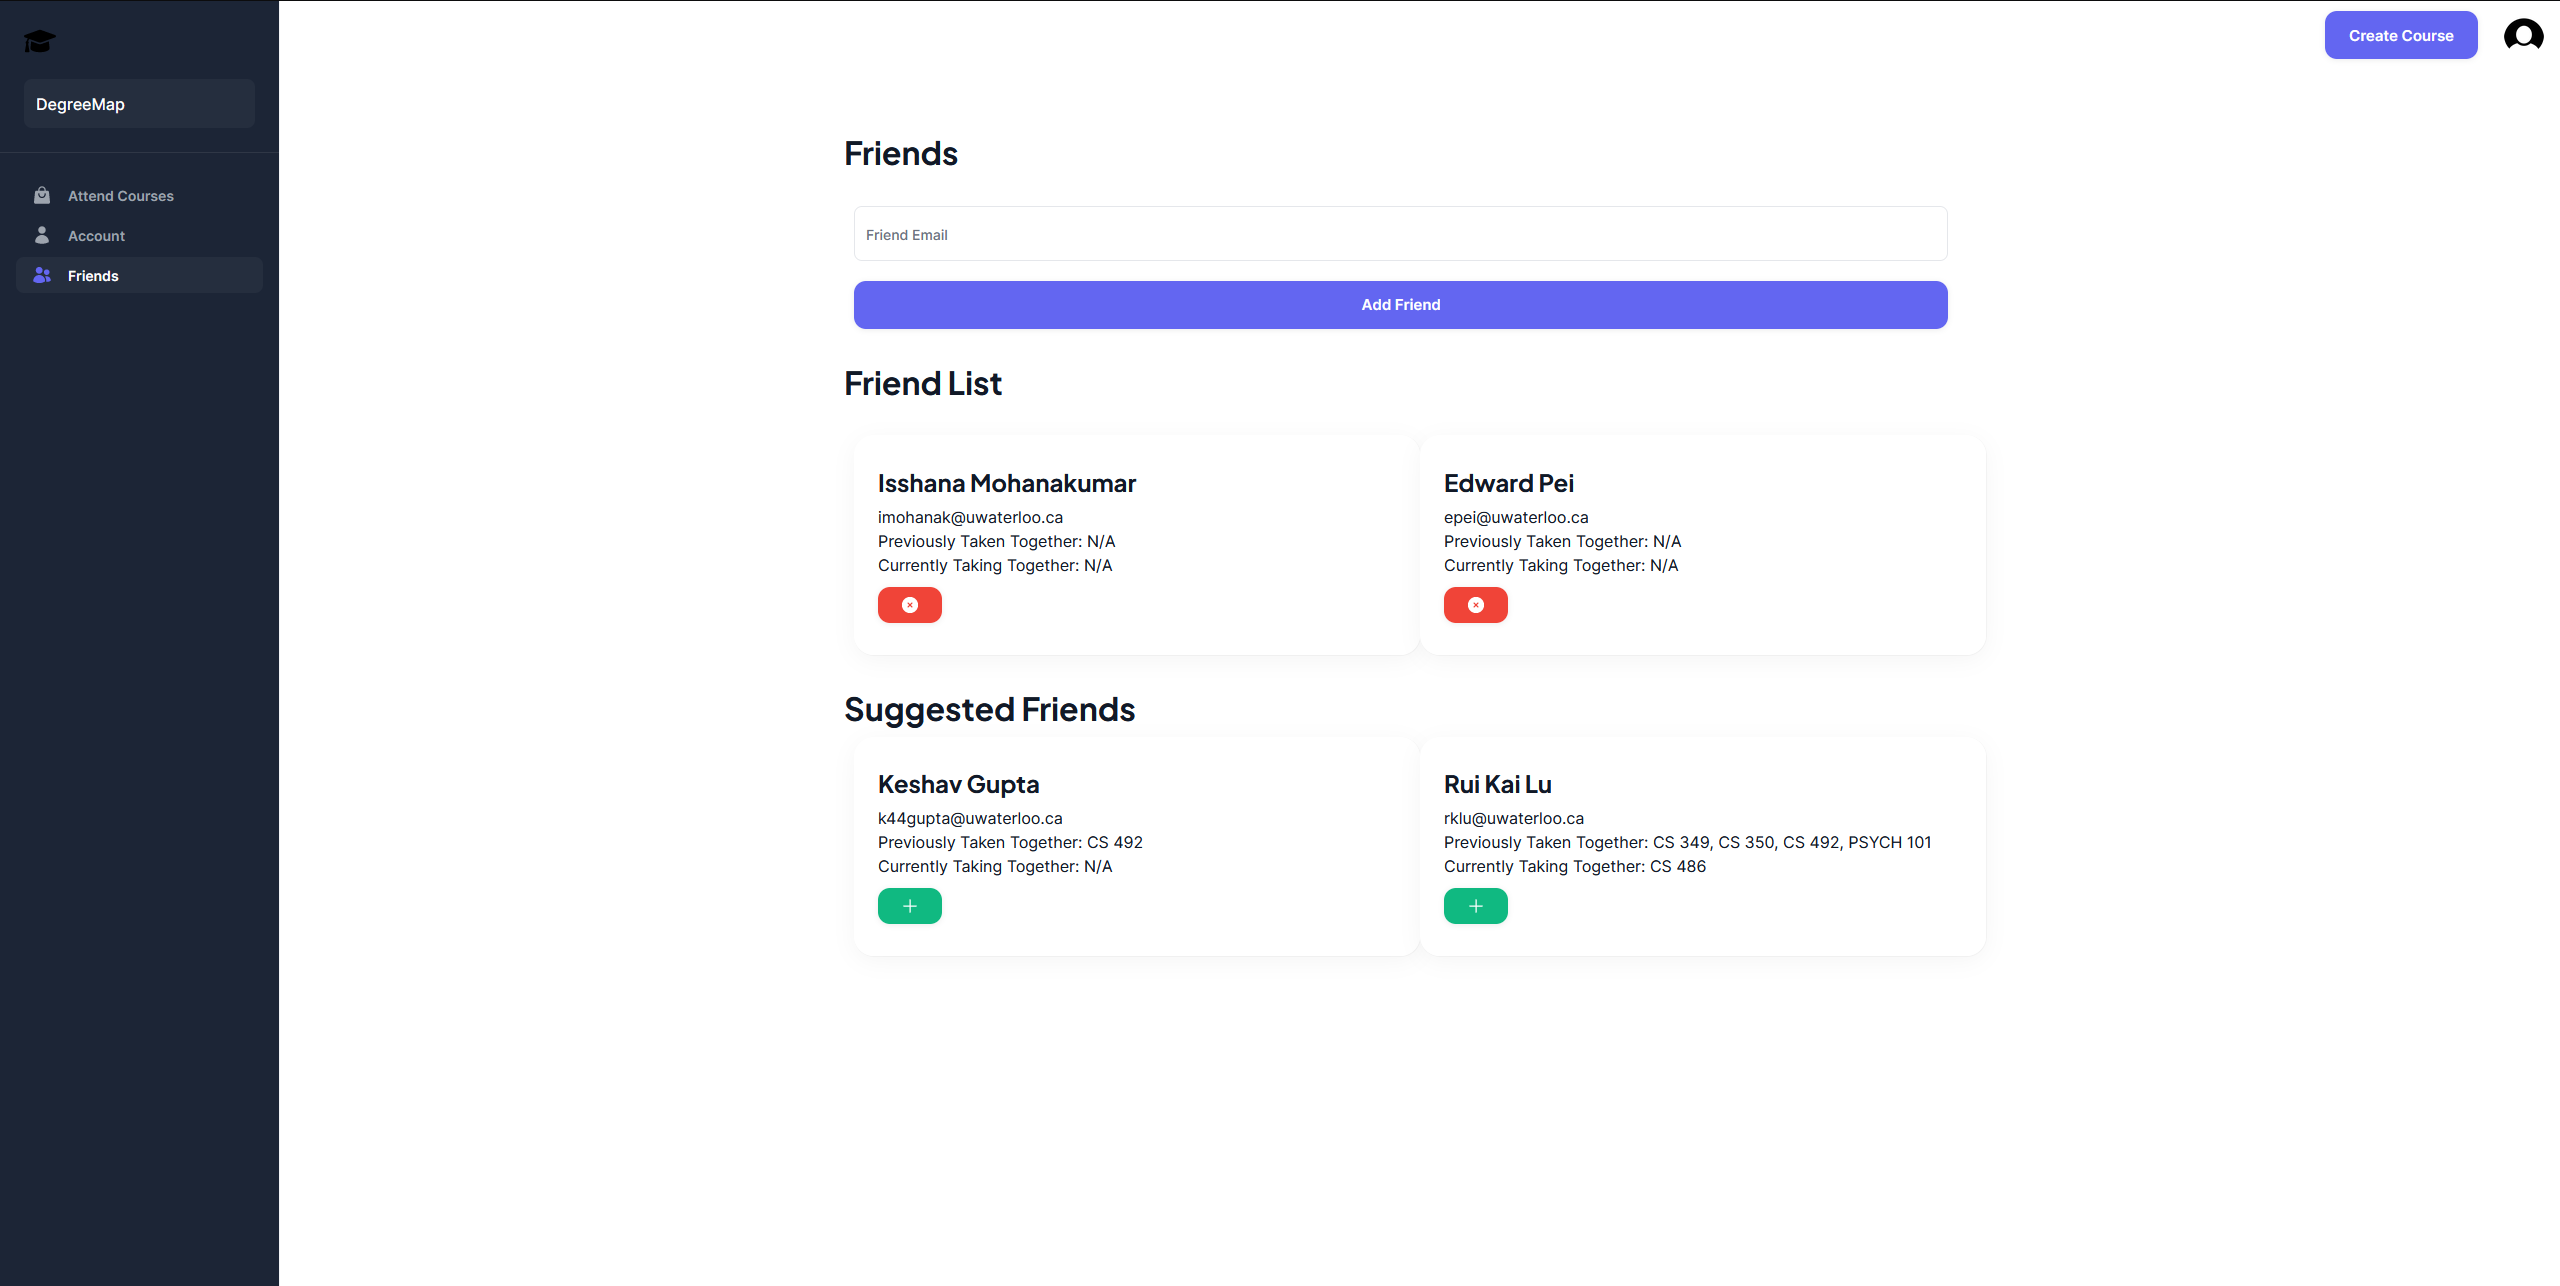 DegreeMap
Attend Courses
Account
Friends
Create Course
Friends
Friend Email
Add Friend
Friend List
Isshana Mohanakumar
imohanak@uwaterloo.ca
Previously Taken Together: N/A
Currently Taking Together: N/A
Edward Pei
epei@uwaterloo.ca
Previously Taken Together: N/A
Currently Taking Together: N/A
Suggested Friends
Keshav Gupta
k44gupta@uwaterloo.ca
Previously Taken Together: CS 492
Currently Taking Together: N/A
Rui Kai Lu
rklu@uwaterloo.ca
Previously Taken Together: CS 349, CS 350, CS 492, PSYCH 101
Currently Taking Together: CS 486